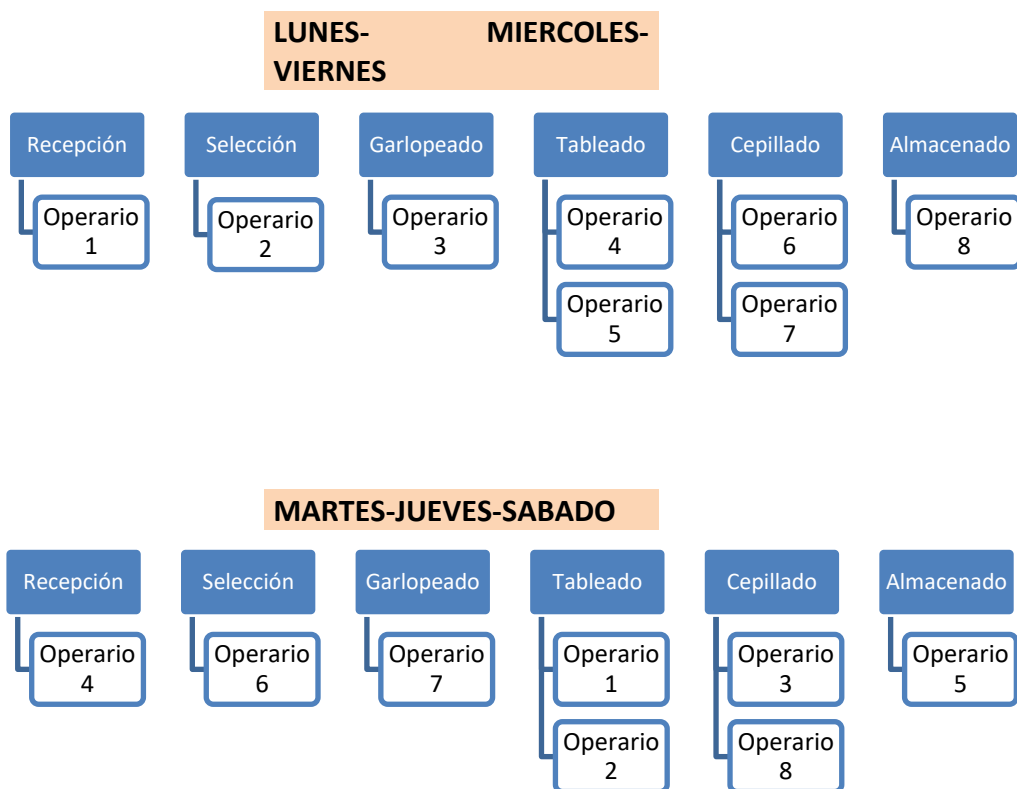 LUNES- MIERCOLES-
VIERNES
Recepción
Selección
Garlopeado
Tableado
Cepillado
Almacenado
Operario
1
Operario
2
Operario
3
Operario
4
Operario
6
Operario
8
Operario
5
Operario
7
MARTES-JUEVES-SABADO
Recepción
Selección
Garlopeado
Tableado
Cepillado
Almacenado
Operario
4
Operario
6
Operario
7
Operario
1
Operario
3
Operario
5
Operario
2
Operario
8